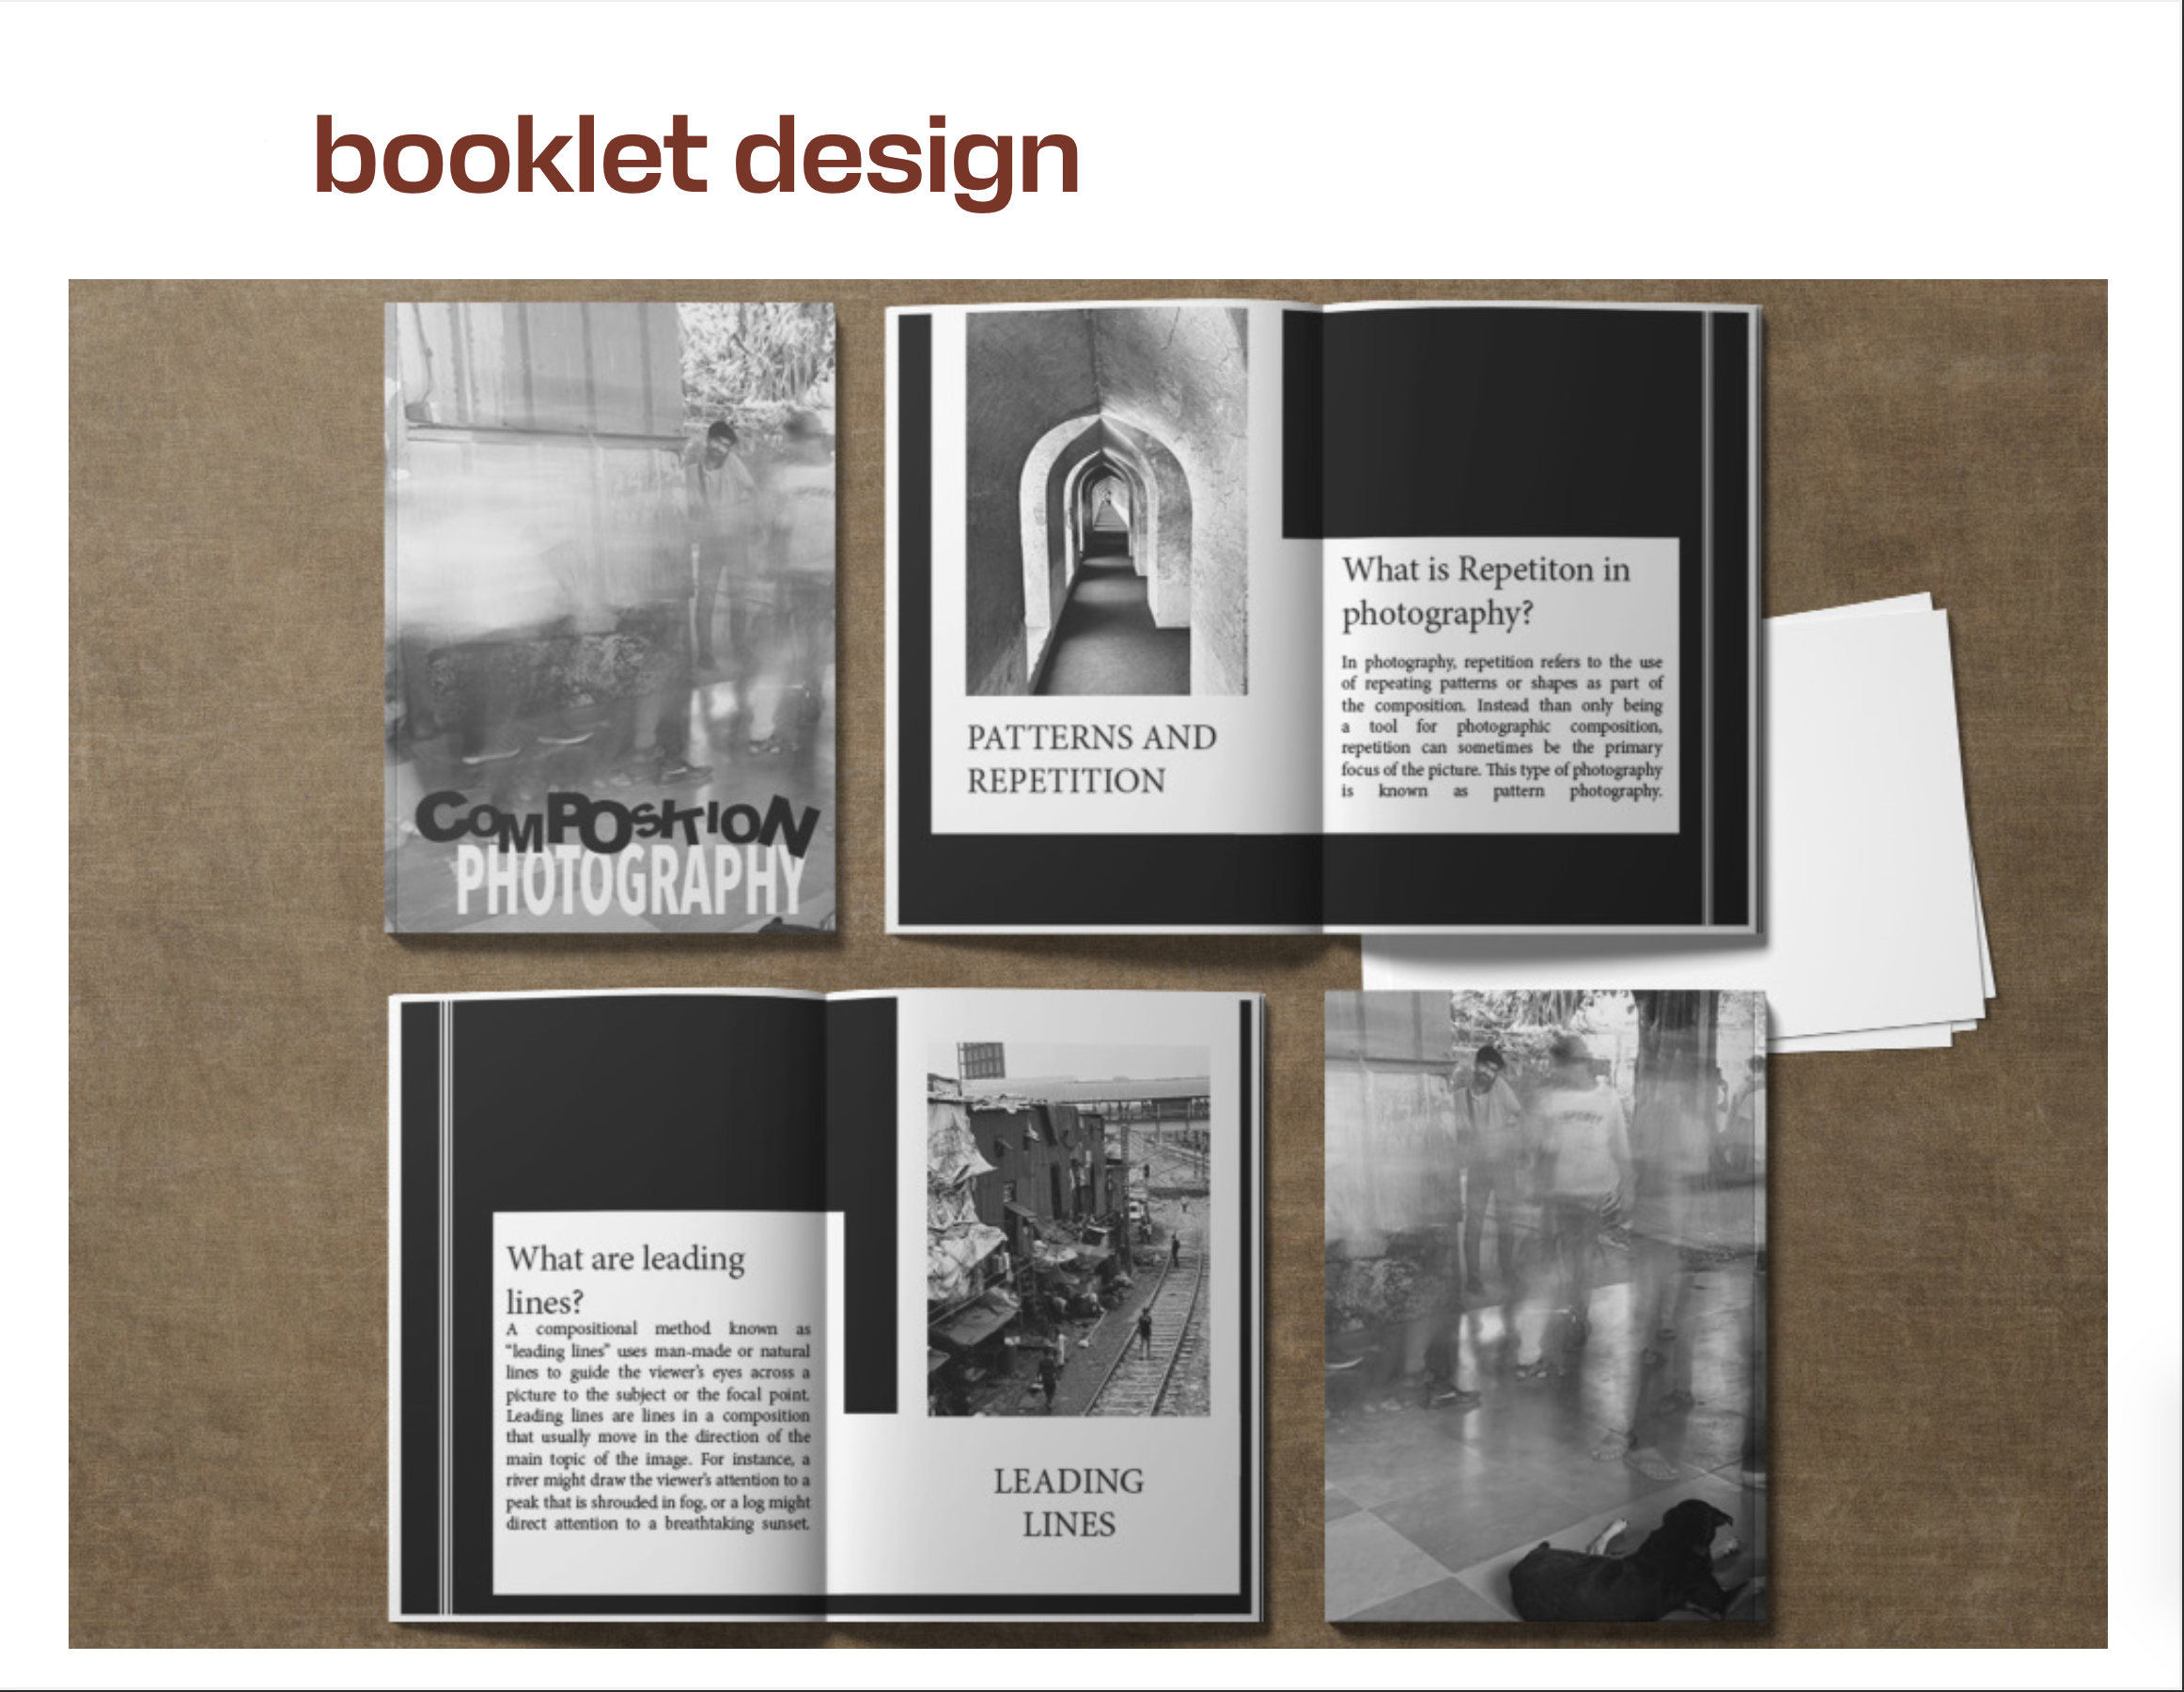 booklet design
COMPOSITION
PHOTOGRAPHY
PATTERNS AND
REPETITION
What is Repetiton in
photography?
In photography, repetition refers to the use
of repeating patterns or shapes as part of
the composition. Instead than only being
a tool for photographic composition,
repetition can sometimes be the primary
focus of the picture. This type of photography
is known as pattern photography.
What are leading
lines?
A compositional method known as
“leading lines” uses man-made or natural
lines to guide the viewer’s eyes across a
picture to the subject or the focal point.
Leading lines are lines in a composition
that usually move in the direction of the
main topic of the image. For instance, a
river might draw the viewer’s attention to a
peak that is shrouded in fog, or a log might
direct attention to a breathtaking sunset.
LEADING
LINES